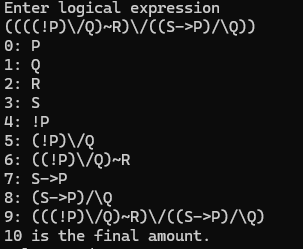 Enter logical expression
((((!P)\/Q)~R)\/((S->P)/\Q))
0: P
1: Q
2: R
3: S
4: !P
5: (!P)\/Q
6: ((!P)\/Q)~R
7: S->P
8: (S->P)/\Q
9: (((!P)\/Q)~R)\/((S->P)/\Q)
10 is the final amount.